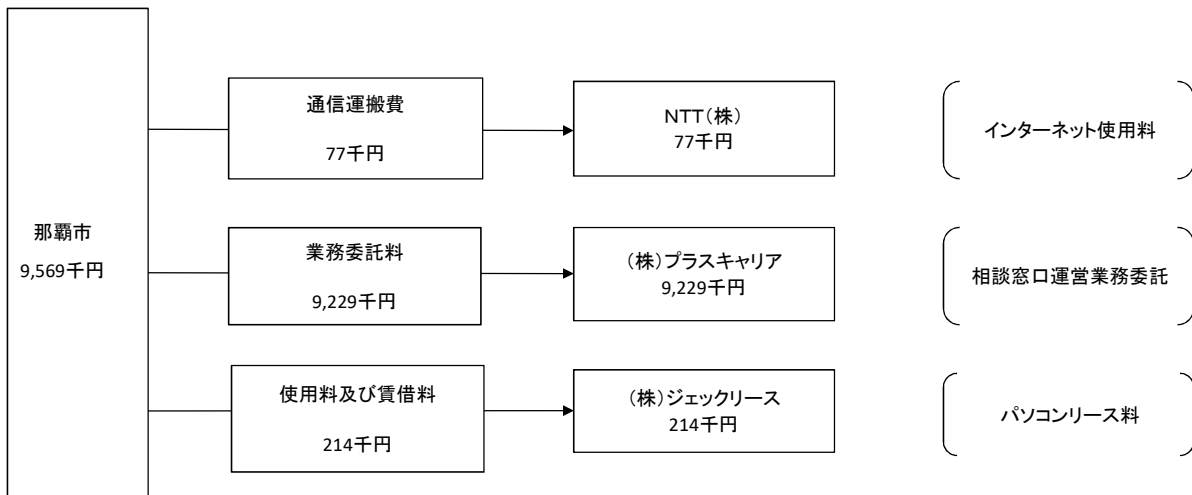 那覇市
9,569千円
通信運搬費
77千円
NTT(株)
77千円
インターネット使用料
業務委託料
9,229千円
(株)プラスキャリア
9,229千円
相談窓口運営業務委託
使用料及び賃借料
214千円
(株)ジェックリース
214千円
パソコンリース料